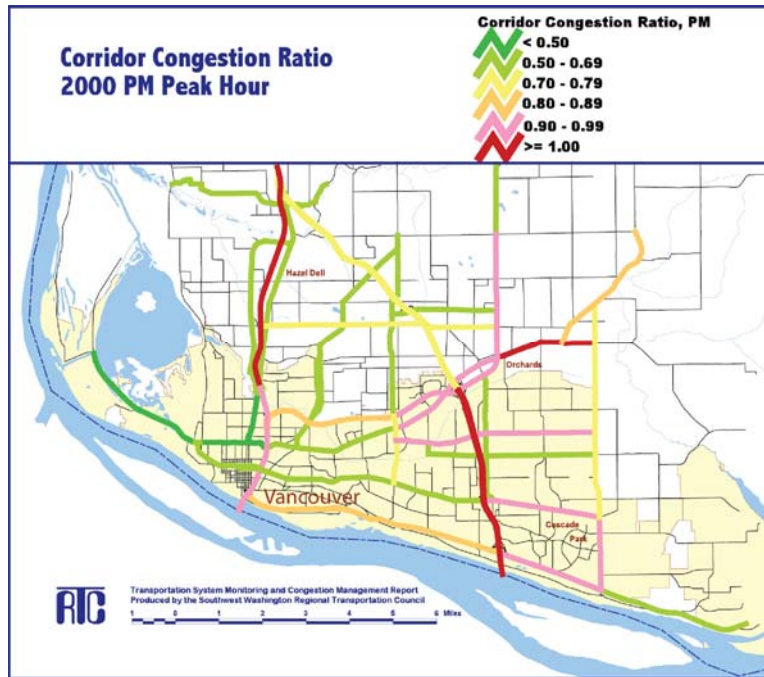 Corridor Congestion Ratio
2000 PM Peak Hour
Corridor Congestion Ratio, PM
< 0.50
0.50 - 0.69
0.70 - 0.79
0.80 - 0.89
0.90 - 0.99
>= 1.00
Hazel Dell
Orchards
Vancouver
Cascade
Park
RTC
Transportation System Monitoring and Congestion Management Report
Produced by the Southwest Washington Regional Transportation Council
1 0 1 2 3 4 5 6 Miles